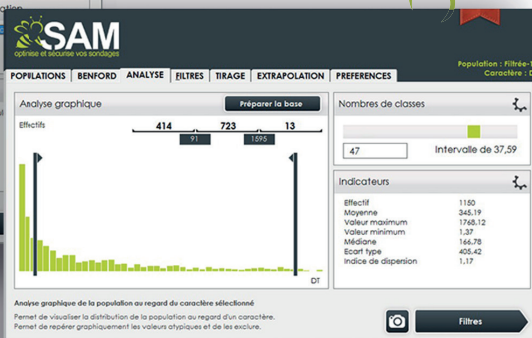 SAM
optimise et sécurise vos sondages
Population : Filtrée-1
Caractère : D
POPULATIONS BENFORD ANALYSE FILTRES TIRAGE EXTRAPOLATION PREFERENCES
Analyse graphique
Préparer la base
Effectifs
414 723 13
91 1595
DT
Nombres de classes
47
Intervalle de 37,59
Indicateurs
Effectif 1150
Moyenne 345,19
Valeur maximum 1768,12
Valeur minimum 1,37
Médiane 166,78
Ecart type 405,42
Indice de dispersion 1,17
Analyse graphique de la population au regard du caractère sélectionné
Permet de visualiser la distribution de la population au regard d'un caractère.
Permet de repérer graphiquement les valeurs atypiques et de les exclure.
Filtres